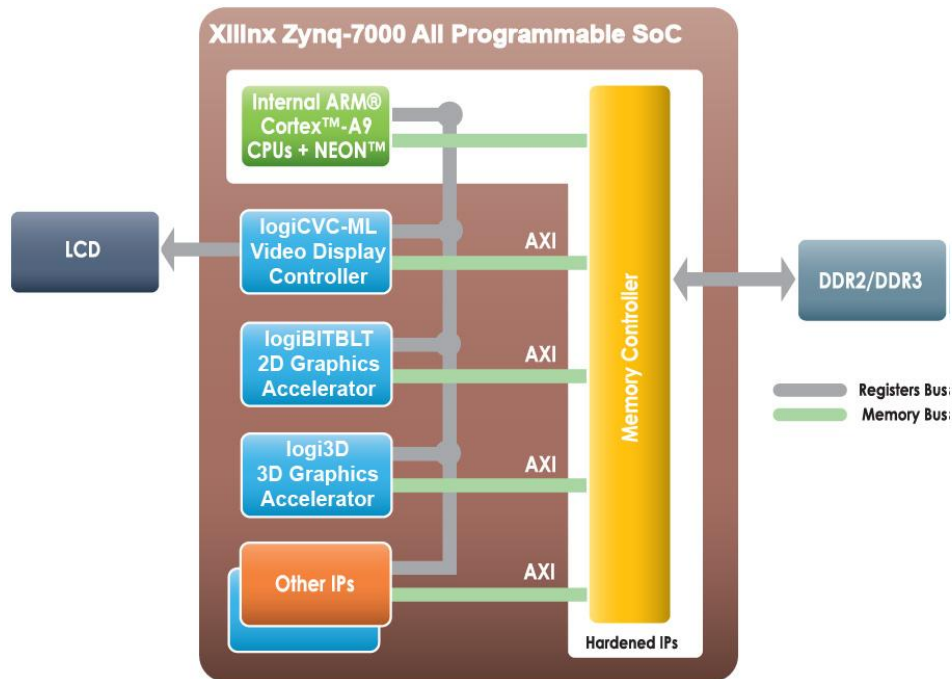 Xilinx Zynq-7000 All Programmable SoC
Internal ARM®
Cortex™-A9
CPUs + NEON™
logiCVC-ML
Video Display
Controller
LCD
AXI
Memory Controller
DDR2/DDR3
logiBITBLT
2D Graphics
Accelerator
AXI
Registers Bus
Memory Bus
logi3D
3D Graphics
Accelerator
AXI
Other IPs
AXI
Hardened IPs